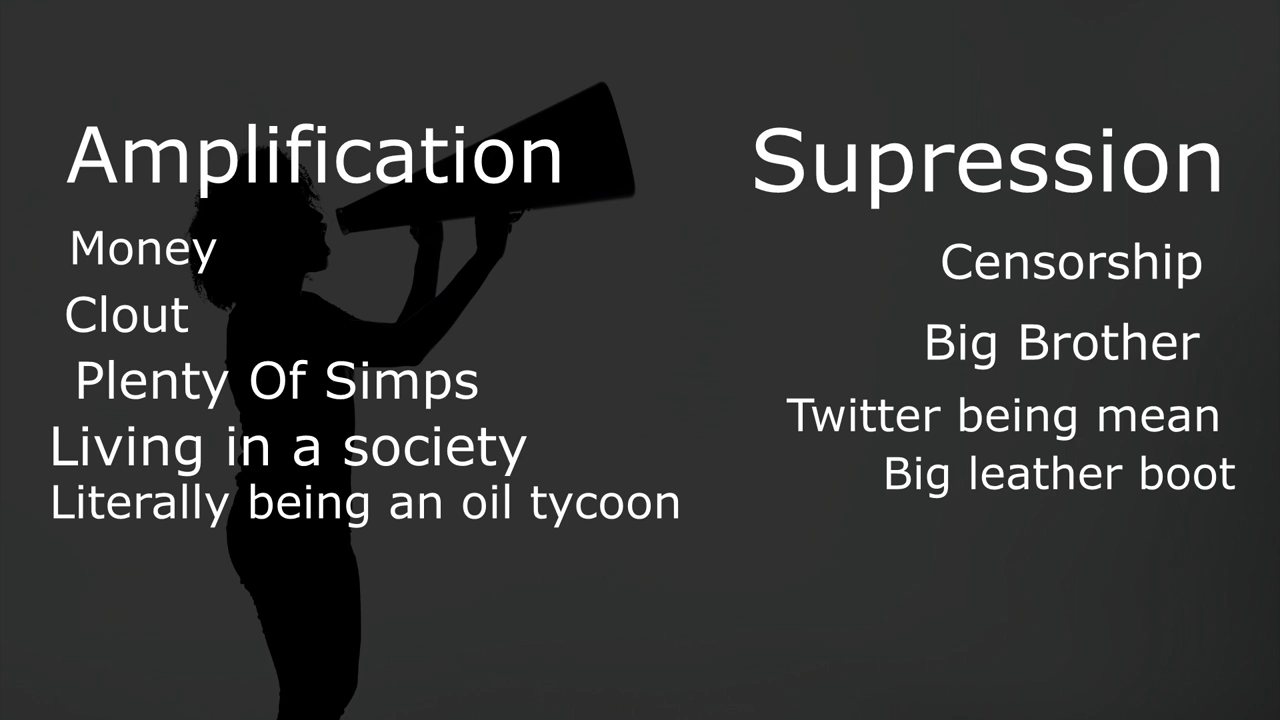 Amplification
Money
Clout
Plenty Of Simps
Living in a society
Literally being an oil tycoon
Supression
Censorship
Big Brother
Twitter being mean
Big leather boot